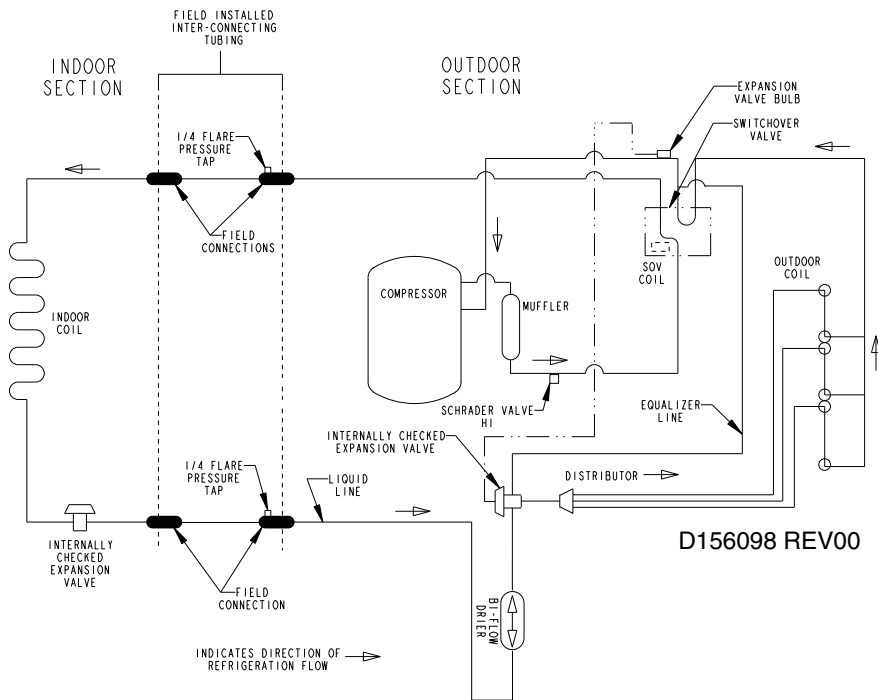 FIELD INSTALLED
INTER-CONNECTING
TUBING
INDOOR
SECTION
OUTDOOR
SECTION
EXPANSION
VALVE BULB
SWITCHOVER
VALVE
1/4 FLARE
PRESSURE
TAP
FIELD
CONNECTIONS
SOV
COIL
OUTDOOR
COIL
COMPRESSOR
MUFFLER
INDOOR
COIL
SCHRADER VALVE
HI
EQUALIZER
LINE
INTERNALLY CHECKED
EXPANSION VALVE
1/4 FLARE
PRESSURE
TAP
LIQUID
LINE
DISTRIBUTOR
D156098 REV00
INTERNALLY
CHECKED
EXPANSION
VALVE
FIELD
CONNECTION
BI-FLOW
DRIER
INDICATES DIRECTION OF
REFRIGERATION FLOW